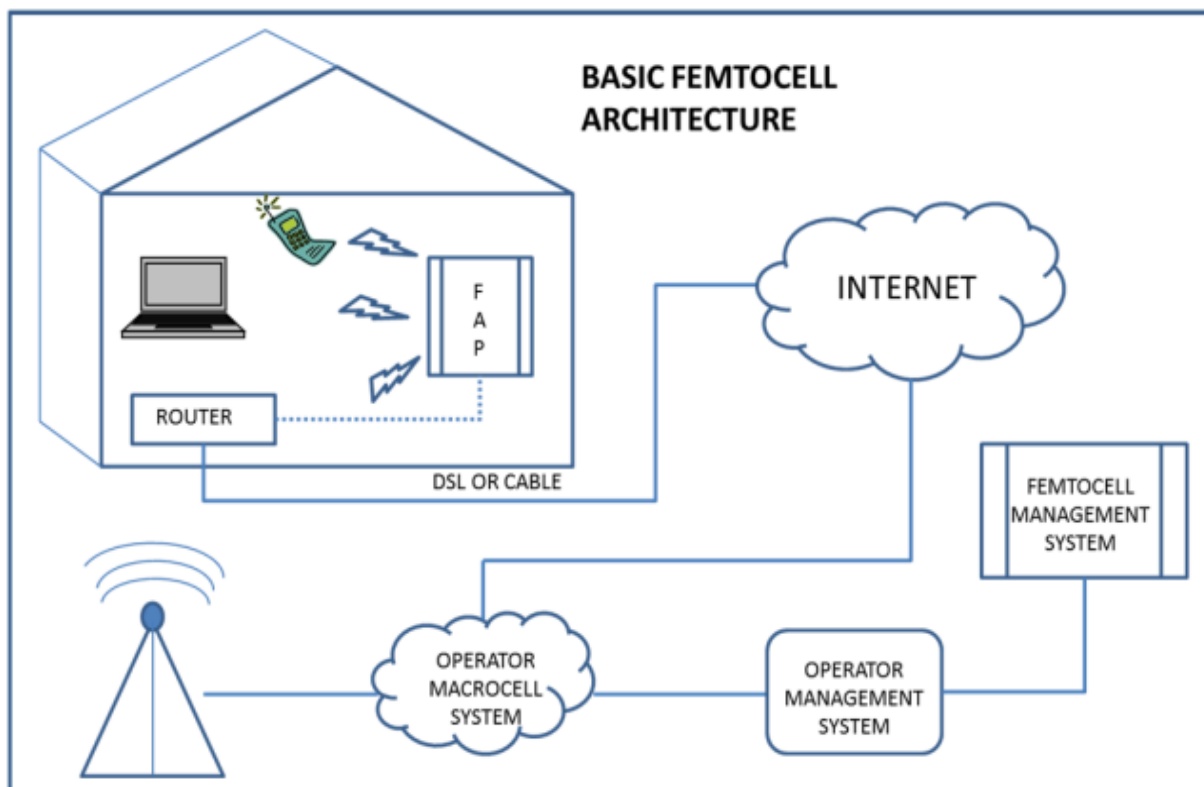 BASIC FEMTOCELL
ARCHITECTURE
F
A
P
INTERNET
ROUTER
DSL OR CABLE
FEMTOCELL
MANAGEMENT
SYSTEM
OPERATOR
MACROCELL
SYSTEM
OPERATOR
MANAGEMENT
SYSTEM